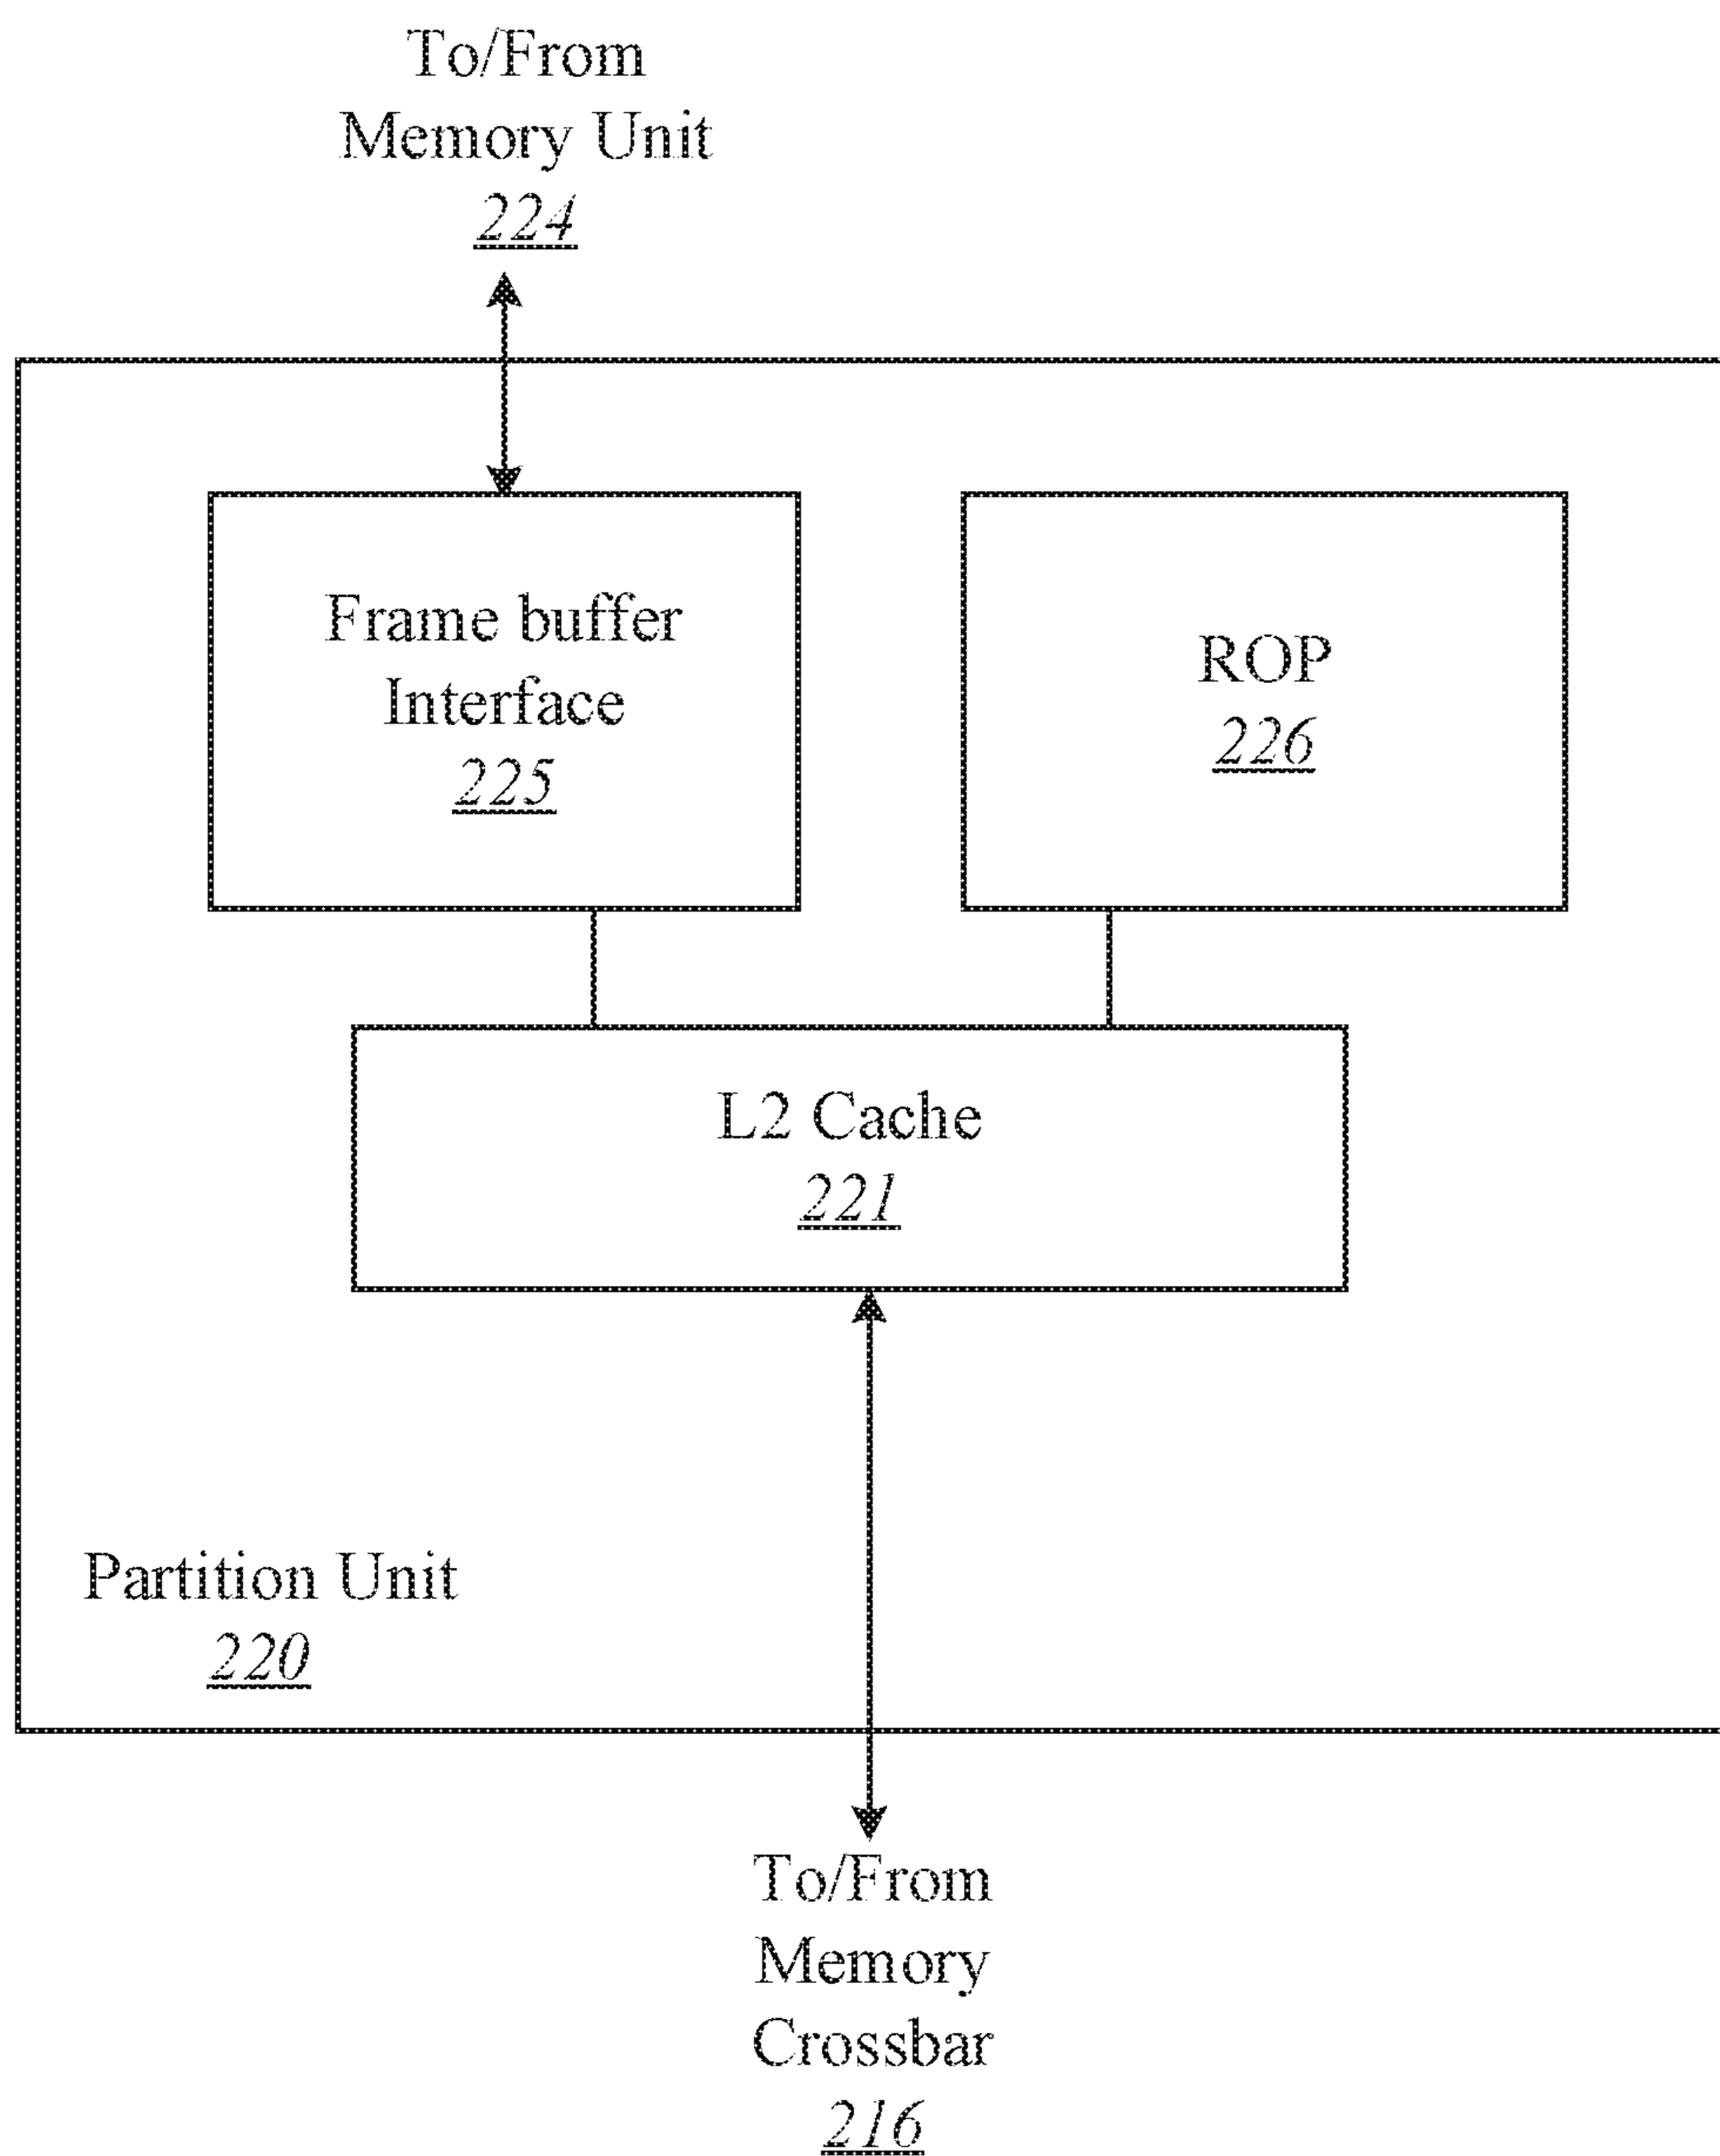 To/From
Memory Unit
224
Frame buffer
Interface
225
ROP
226
L2 Cache
221
Partition Unit
220
To/From
Memory
Crossbar
216